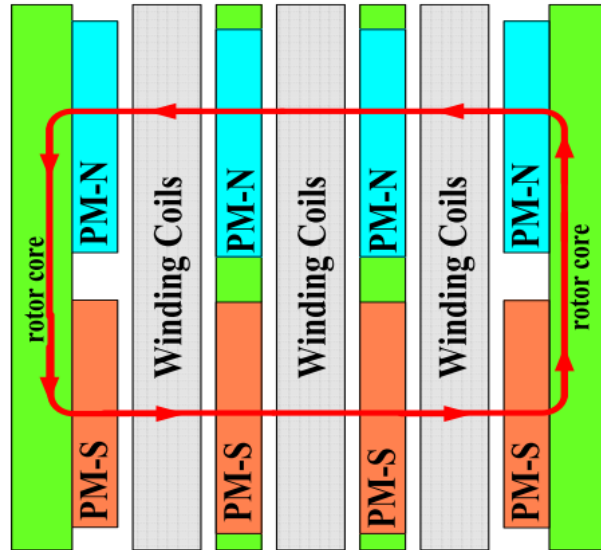 rotor core
PM-N
Winding Coils
PM-N
Winding Coils
PM-N
Winding Coils
PM-N
rotor core
PM-S
PM-S
PM-S
PM-S